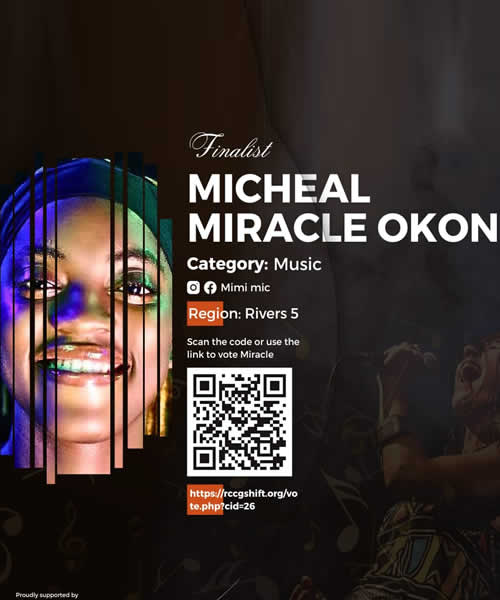 Finalist
MICHEAL
MIRACLE OKON
Category: Music
Mimi mic
Region: Rivers 5
Scan the code or use the
link to vote Miracle
https://rccgshift.org/vo
te.php?cid=26
Proudly supported by